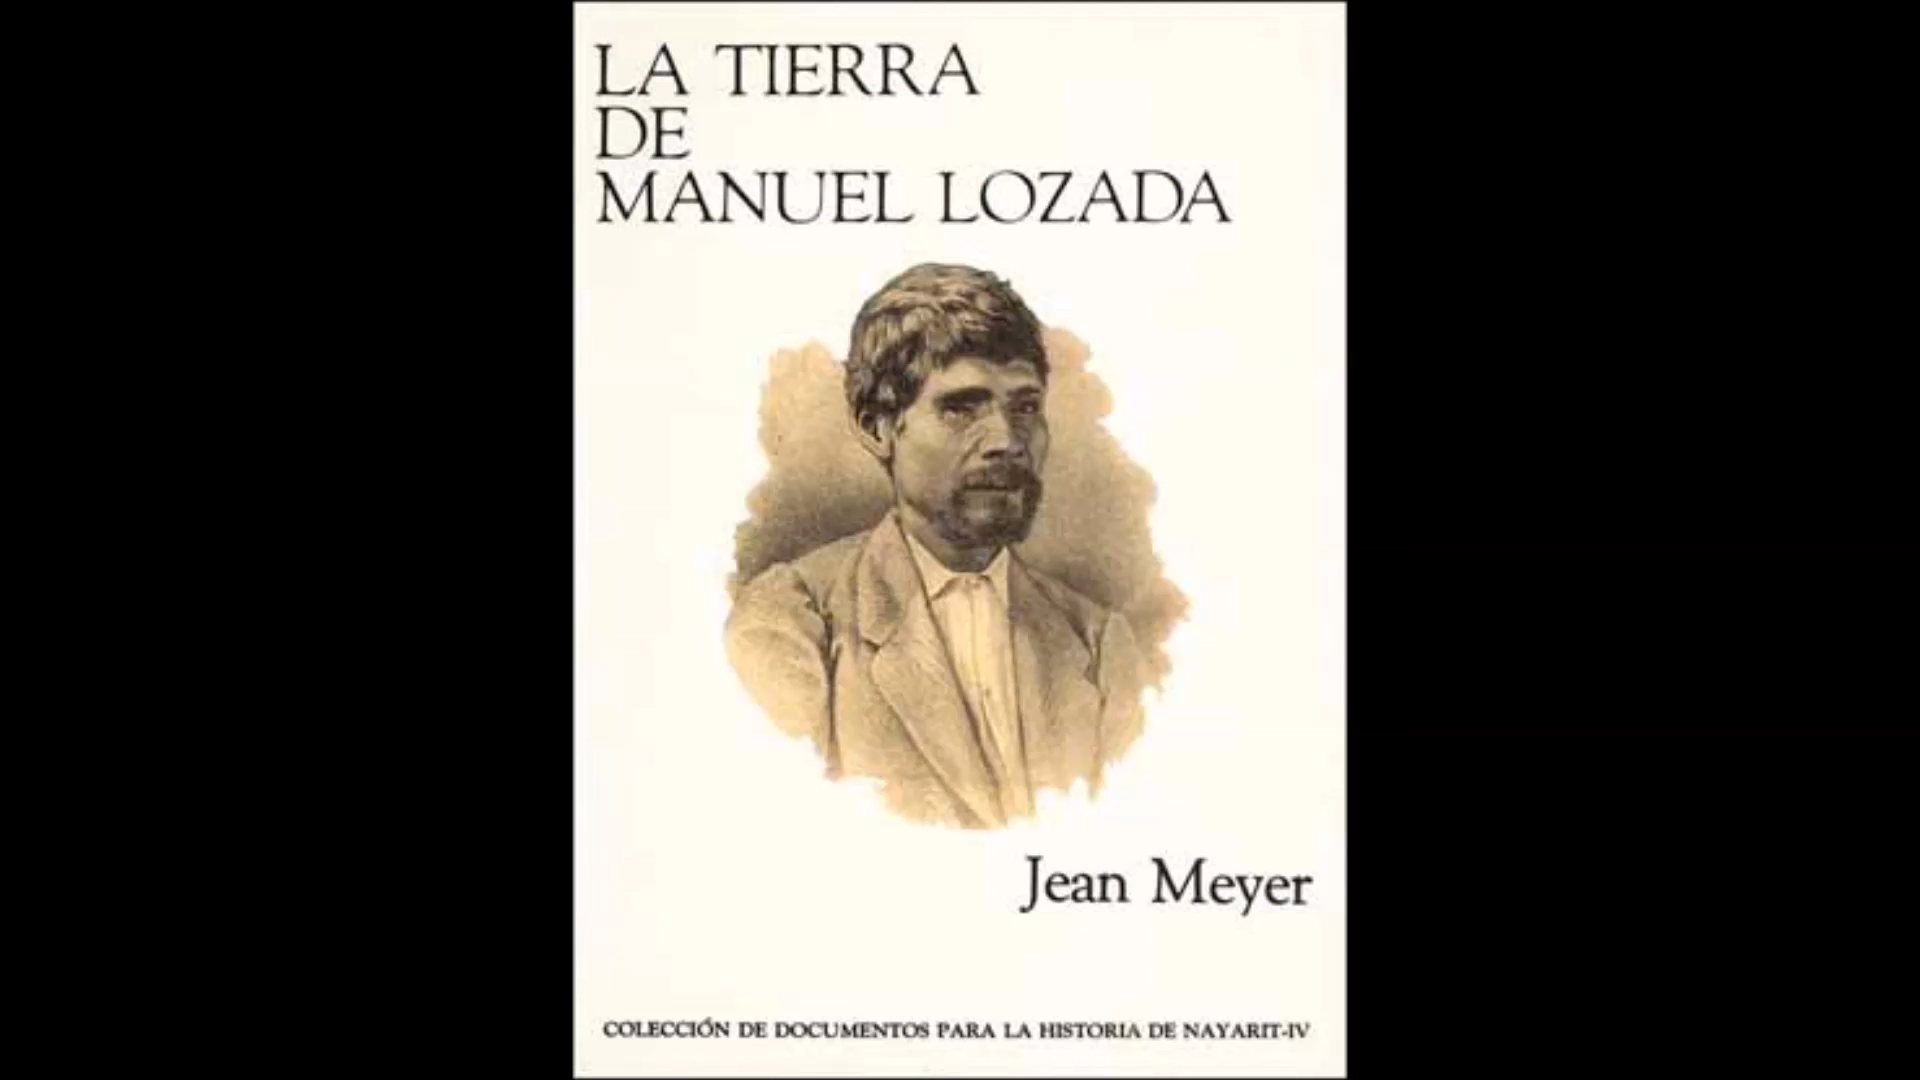 LA TIERRA
DE
MANUEL LOZADA
Jean Meyer
COLECCIÓN DE DOCUMENTOS PARA LA HISTORIA DE NAYARIT-IV